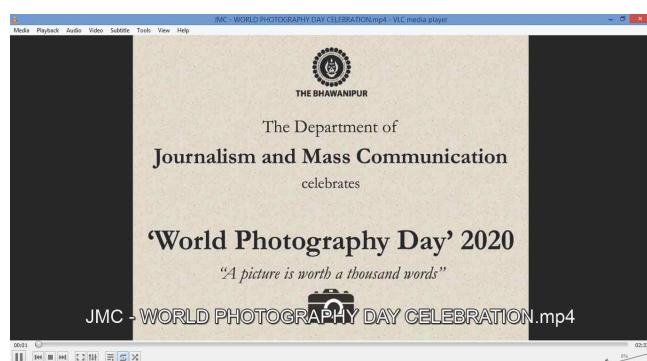 JMC - WORLD PHOTOGRAPHY DAY CELEBRATION.mp4 - VLC media player
Media Playback Audio Video Subtitle Tools View Help
THE BHAWANIPUR
The Department of
Journalism and Mass Communication
celebrates
‘World Photography Day’ 2020
“A picture is worth a thousand words”
JMC - WORLD PHOTOGRAPHY DAY CELEBRATION.mp4
00:01